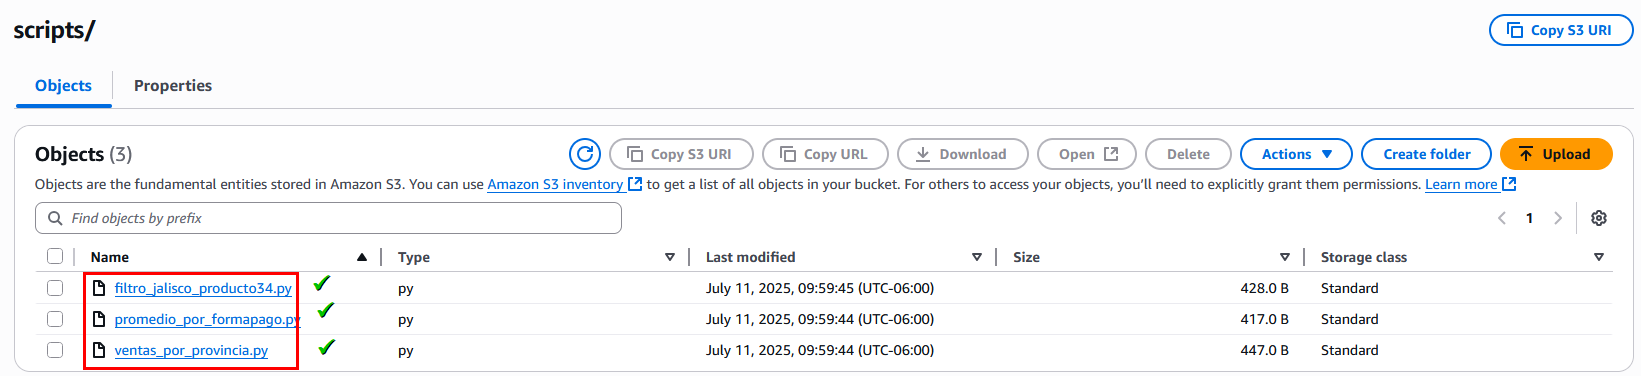 scripts/
Copy S3 URI
Objects
Properties
Objects (3)
Copy S3 URI
Copy URL
Download
Open
Delete
Actions
Create folder
Upload
Objects are the fundamental entities stored in Amazon S3. You can use Amazon S3 inventory to get a list of all objects in your bucket. For others to access your objects, you'll need to explicitly grant them permissions. Learn more
Find objects by prefix
1
Name Type Last modified Size Storage class
filtro_jalisco_producto34.py py July 11, 2025, 09:59:45 (UTC-06:00) 428.0 B Standard
promedio_por_formapago.py py July 11, 2025, 09:59:44 (UTC-06:00) 417.0 B Standard
ventas_por_provincia.py py July 11, 2025, 09:59:44 (UTC-06:00) 447.0 B Standard